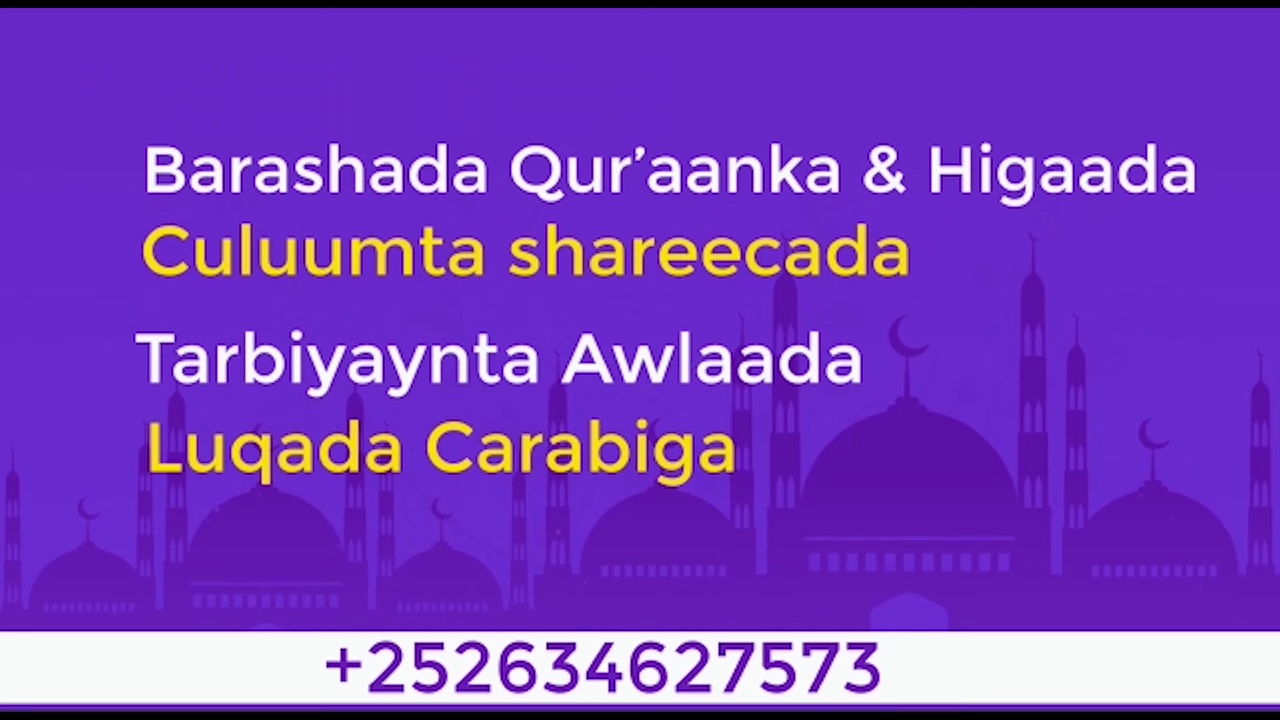 Barashada Qur’aanka & Higaada
Culuumta shareecada
Tarbiyaynta Awlaada
Luqada Carabiga
+252634627573